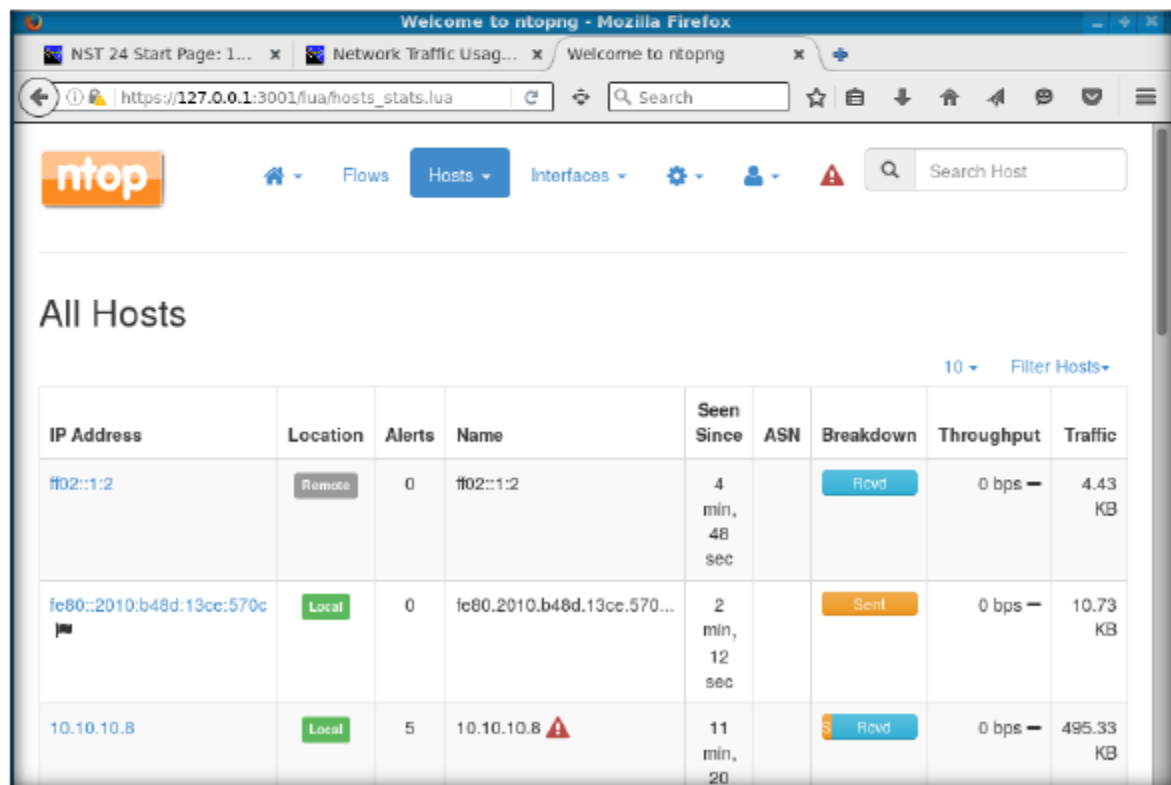 Welcome to ntopng - Mozilla Firefox
NST 24 Start Page: 1... Network Traffic Usag... Welcome to ntopng
https://127.0.0.1:3001/lua/hosts_stats.lua Search
ntop Flows Hosts Interfaces Search Host
All Hosts
10 Filter Hosts
IP Address Location Alerts Name Seen Since ASN Breakdown Throughput Traffic
ff02::1:2 Remote 0 ff02::1:2 4 min, 48 sec Rcvd 0 bps 4.43 KB
fe80::2010:b48d:13ce:570c Local 0 fe80.2010.b48d.13ce.570... 2 min, 12 sec Sent 0 bps 10.73 KB
10.10.10.8 Local 5 10.10.10.8 11 min, 20 S Rcvd 0 bps 495.33 KB